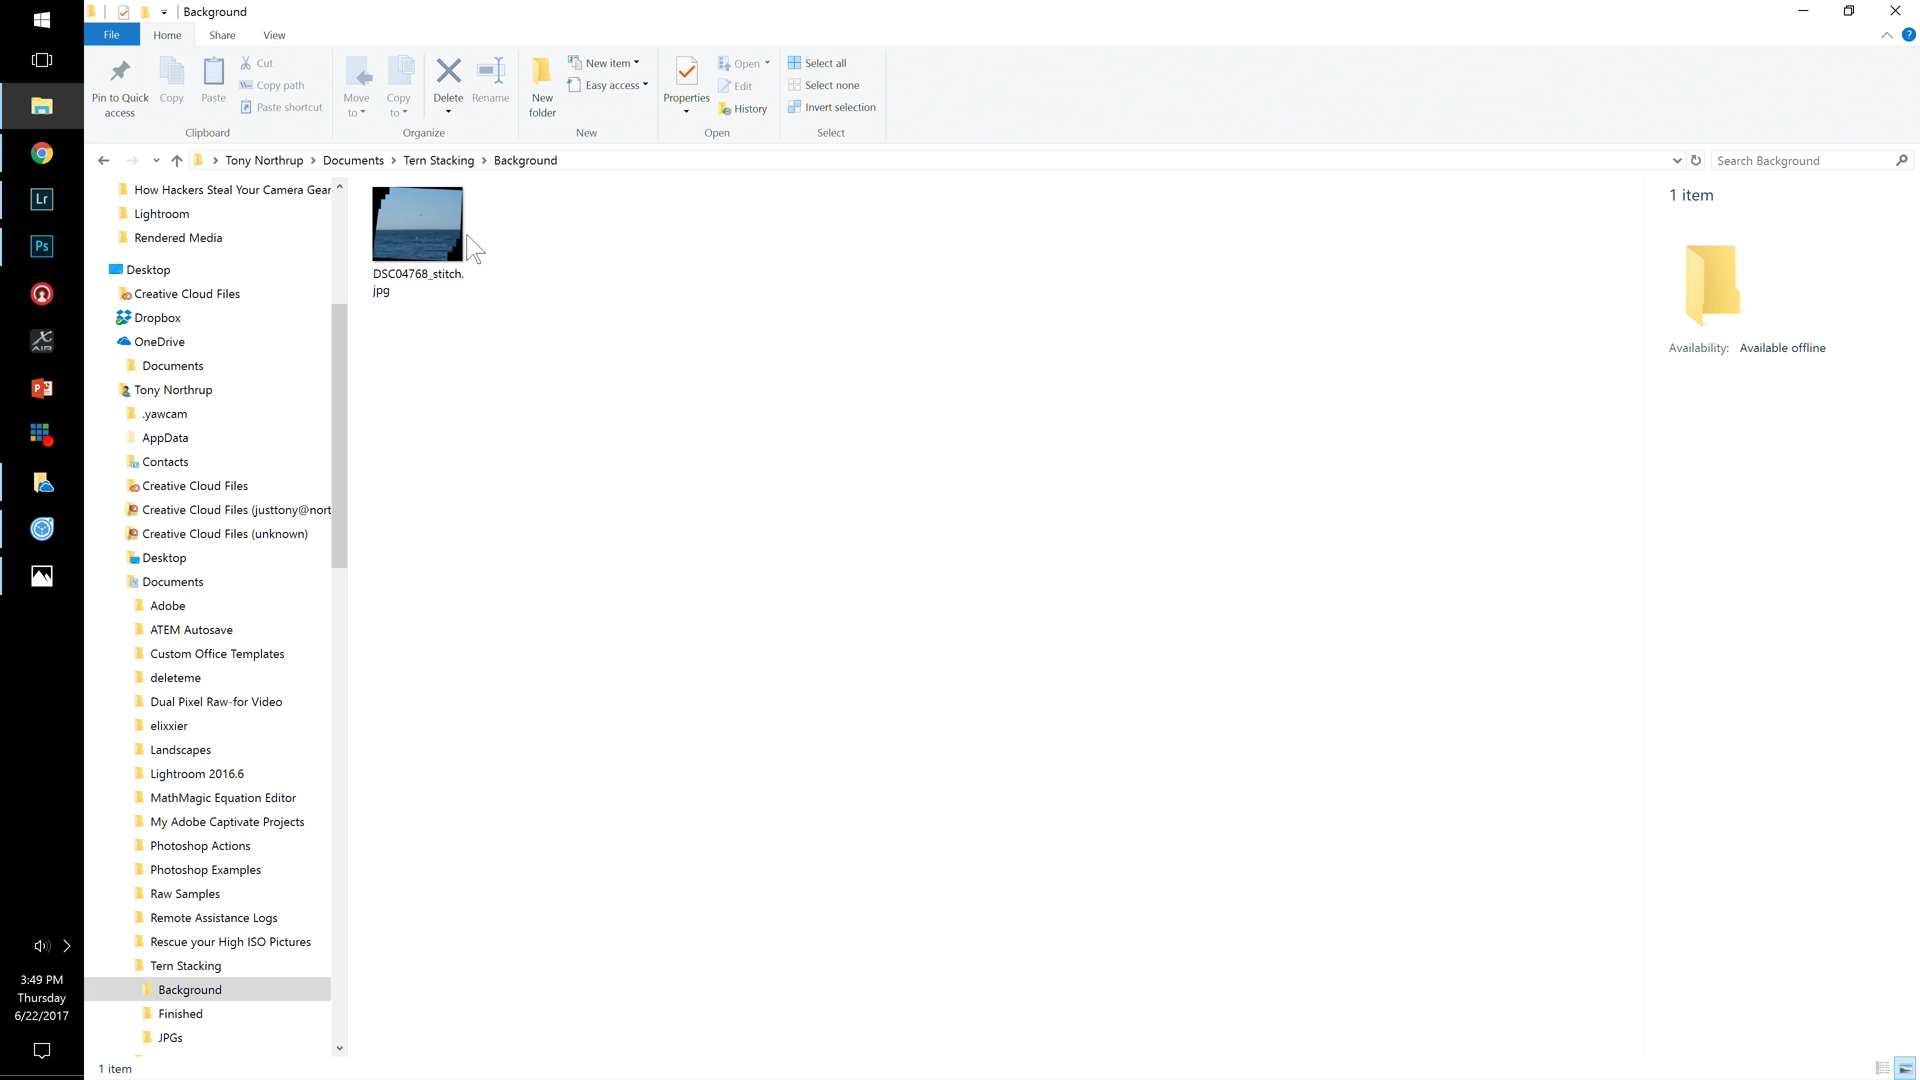 Background
File
Home
Share
View
Pin to Quick
access
Copy
Paste
Cut
Copy path
Paste shortcut
Clipboard
Move
to
Copy
to
Delete
Rename
Organize
New
folder
New item
Easy access
New
Properties
Open
Edit
History
Open
Select all
Select none
Invert selection
Select
Tony Northrup
Documents
Tern Stacking
Background
Search Background
How Hackers Steal Your Camera Gear
Lightroom
Rendered Media
Desktop
Creative Cloud Files
Dropbox
OneDrive
Documents
Tony Northrup
.yawcam
AppData
Contacts
Creative Cloud Files
Creative Cloud Files (justtony@nort
Creative Cloud Files (unknown)
Desktop
Documents
Adobe
ATEM Autosave
Custom Office Templates
deleteme
Dual Pixel Raw-for Video
elixxier
Landscapes
Lightroom 2016.6
MathMagic Equation Editor
My Adobe Captivate Projects
Photoshop Actions
Photoshop Examples
Raw Samples
Remote Assistance Logs
Rescue your High ISO Pictures
Tern Stacking
Background
Finished
JPGs
1 item
DSC04768_stitch.
jpg
1 item
Availability: Available offline
Lr
Ps
X
AIR
P
3:49 PM
Thursday
6/22/2017